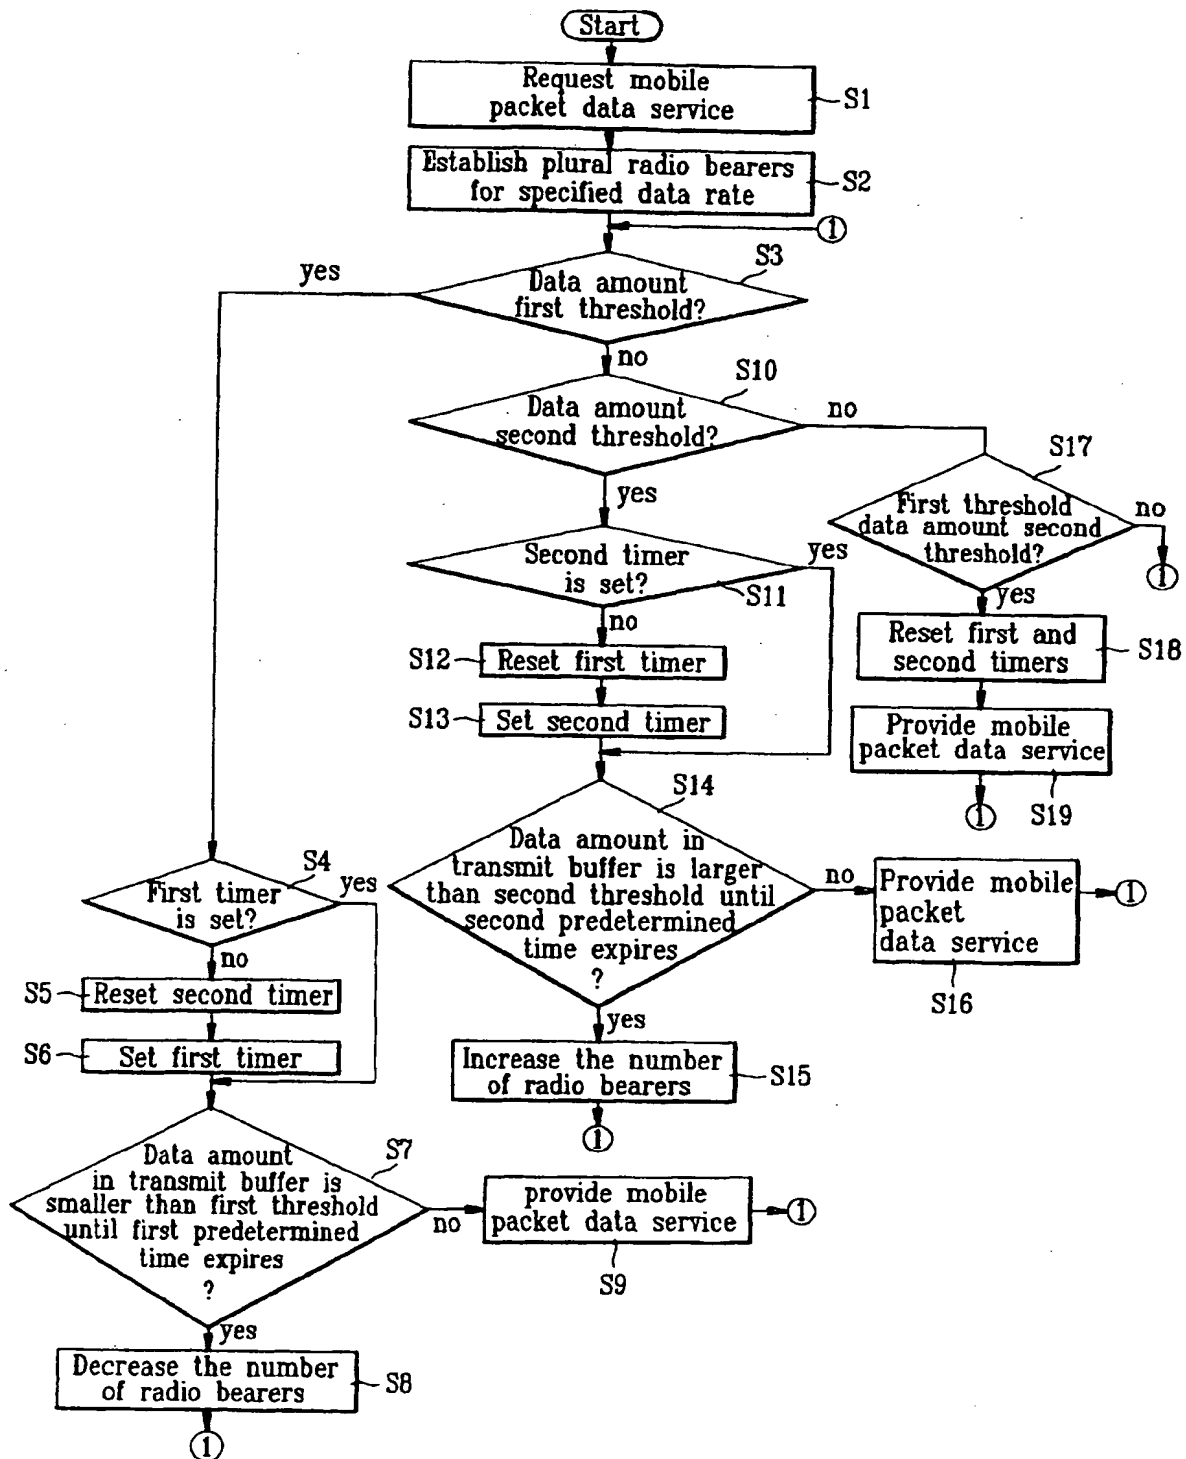 Start
Request mobile
packet data service
S1
Establish plural radio bearers
for specified data rate
S2
1
S3
yes
Data amount
first threshold?
no
S10
Data amount
second threshold?
no
yes
S17
First threshold
data amount second
threshold?
no
1
yes
Second timer
is set?
yes
S11
no
S12
Reset first timer
S13
Set second timer
Reset first and
second timers
S18
Provide mobile
packet data service
S19
1
S14
Data amount in
transmit buffer is larger
than second threshold until
second predetermined
time expires
?
no
Provide mobile
packet
data service
1
S16
yes
Increase the number
of radio bearers
S15
1
S4
First timer
is set?
yes
no
S5
Reset second timer
S6
Set first timer
S7
Data amount
in transmit buffer is
smaller than first threshold
until first predetermined
time expires
?
no
provide mobile
packet data service
1
S9
yes
Decrease the number
of radio bearers
S8
1